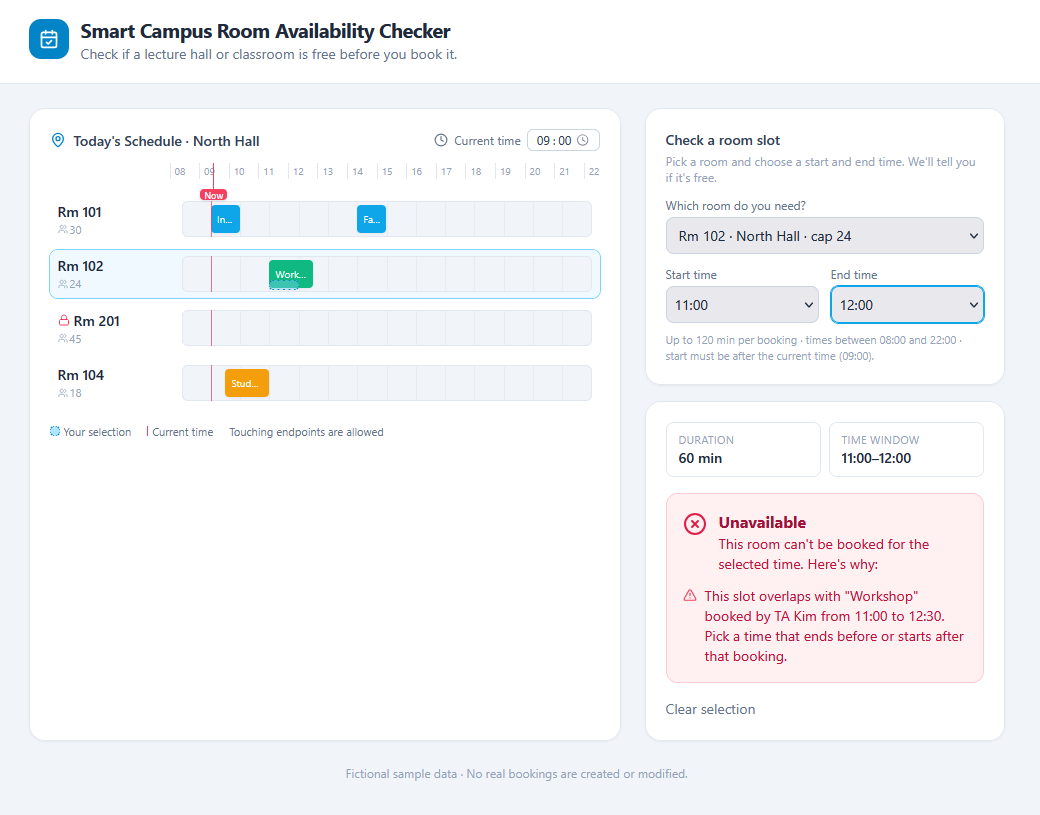 Smart Campus Room Availability Checker
Check if a lecture hall or classroom is free before you book it.
Today's Schedule · North Hall
Current time
09:00
08 09 10 11 12 13 14 15 16 17 18 19 20 21 22
Now
Rm 101
30
In...
Fa...
Rm 102
24
Work...
Rm 201
45
Rm 104
18
Stud...
Your selection
Current time
Touching endpoints are allowed
Check a room slot
Pick a room and choose a start and end time. We'll tell you
if it's free.
Which room do you need?
Rm 102 · North Hall · cap 24
Start time
End time
11:00
12:00
Up to 120 min per booking · times between 08:00 and 22:00 ·
start must be after the current time (09:00).
DURATION
60 min
TIME WINDOW
11:00–12:00
Unavailable
This room can't be booked for the
selected time. Here's why:
This slot overlaps with "Workshop"
booked by TA Kim from 11:00 to 12:30.
Pick a time that ends before or starts after
that booking.
Clear selection
Fictional sample data · No real bookings are created or modified.